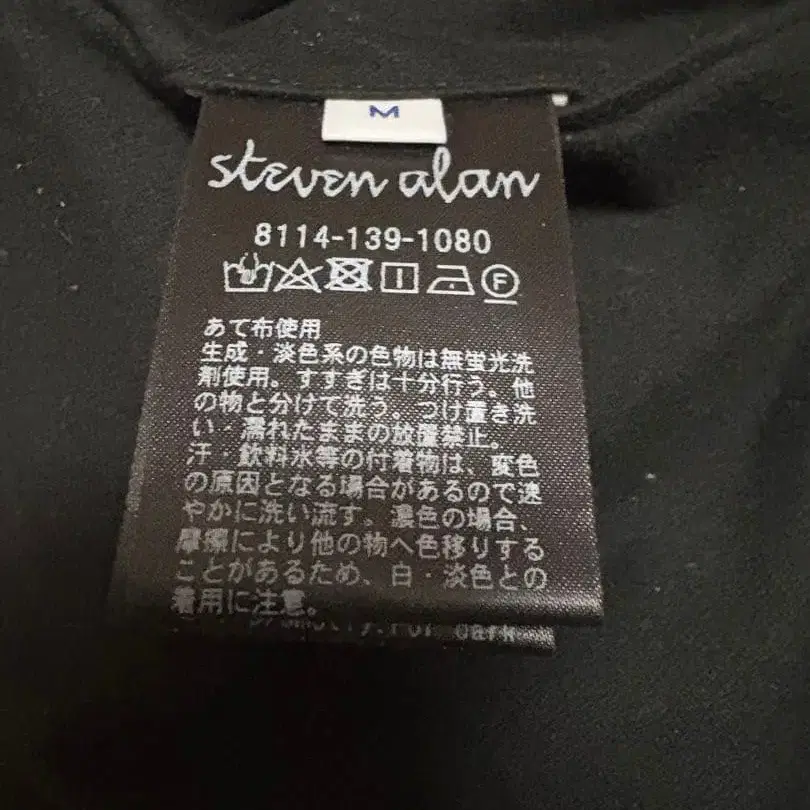 M
steven alan
8114-139-1080
F
あて布使用
生成・淡色系の色物は無蛍光洗
剤使用。すすぎは十分行う。他
の物と分けて洗う。つけ置き洗
い・濡れたままの放置禁止。
汗・飲料水等の付着物は、変色
の原因となる場合があるので速
やかに洗い流す。濃色の場合、
摩擦により他の物へ色移りする
ことがあるため、白・淡色との
着用に注意。
For dark